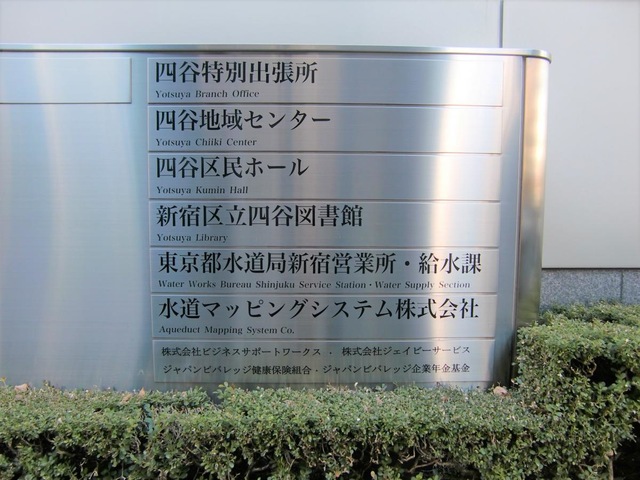 四谷特別出張所
Yotsuya Branch Office
四谷地域センター
Yotsuya Chiiki Center
四谷区民ホール
Yotsuya Kumin Hall
新宿区立四谷図書館
Yotsuya Library
東京都水道局新宿営業所・給水課
Water Works Bureau Shinjuku Service Station・Water Supply Section
水道マッピングシステム株式会社
Aqueduct Mapping System Co.
株式会社ビジネスサポートワークス ・ 株式会社ジェイビーサービス
ジャパンビバレッジ健康保険組合・ジャパンビバレッジ企業年金基金